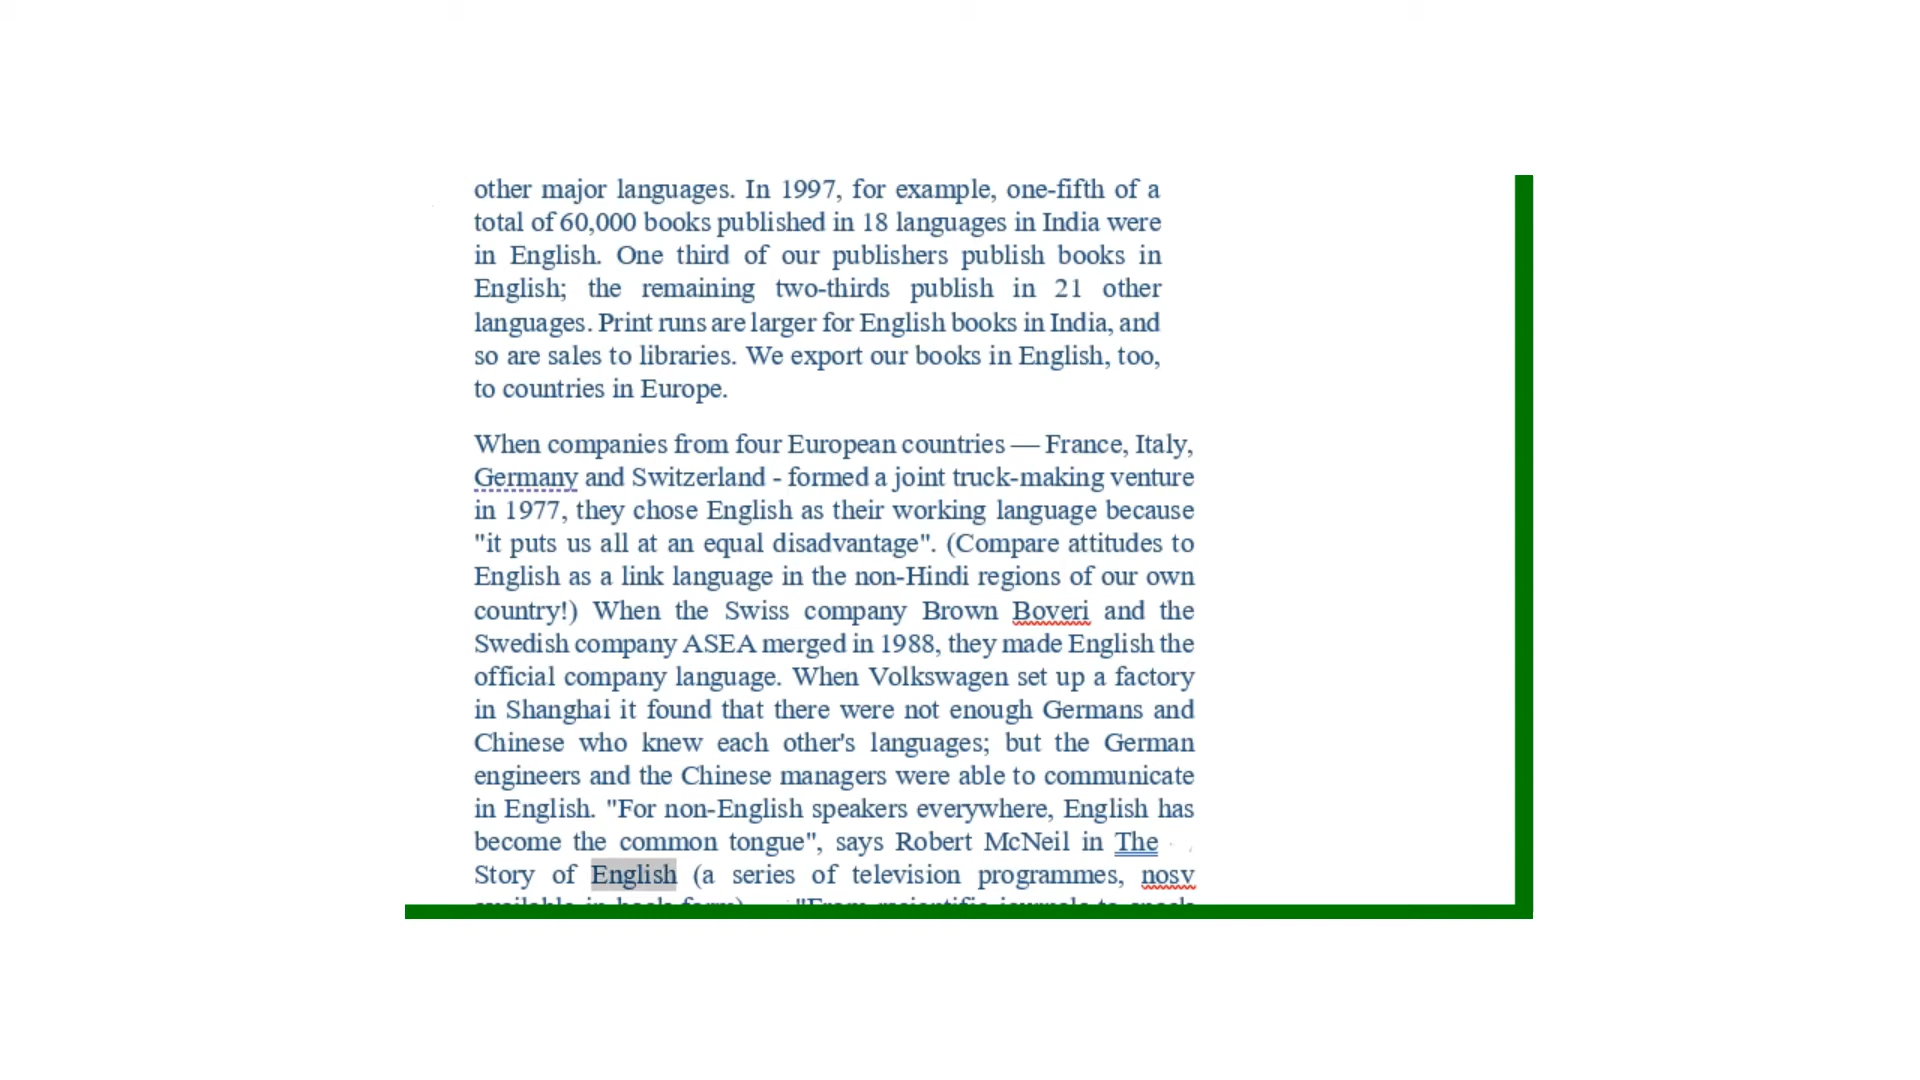 other major languages. In 1997, for example, one-fifth of a
total of 60,000 books published in 18 languages in India were
in English. One third of our publishers publish books in
English; the remaining two-thirds publish in 21 other
languages. Print runs are larger for English books in India, and
so are sales to libraries. We export our books in English, too,
to countries in Europe.
When companies from four European countries — France, Italy,
Germany and Switzerland - formed a joint truck-making venture
in 1977, they chose English as their working language because
"it puts us all at an equal disadvantage". (Compare attitudes to
English as a link language in the non-Hindi regions of our own
country!) When the Swiss company Brown Boveri and the
Swedish company ASEA merged in 1988, they made English the
official company language. When Volkswagen set up a factory
in Shanghai it found that there were not enough Germans and
Chinese who knew each other's languages; but the German
engineers and the Chinese managers were able to communicate
in English. "For non-English speakers everywhere, English has
become the common tongue", says Robert McNeil in The
Story of English (a series of television programmes, nosv